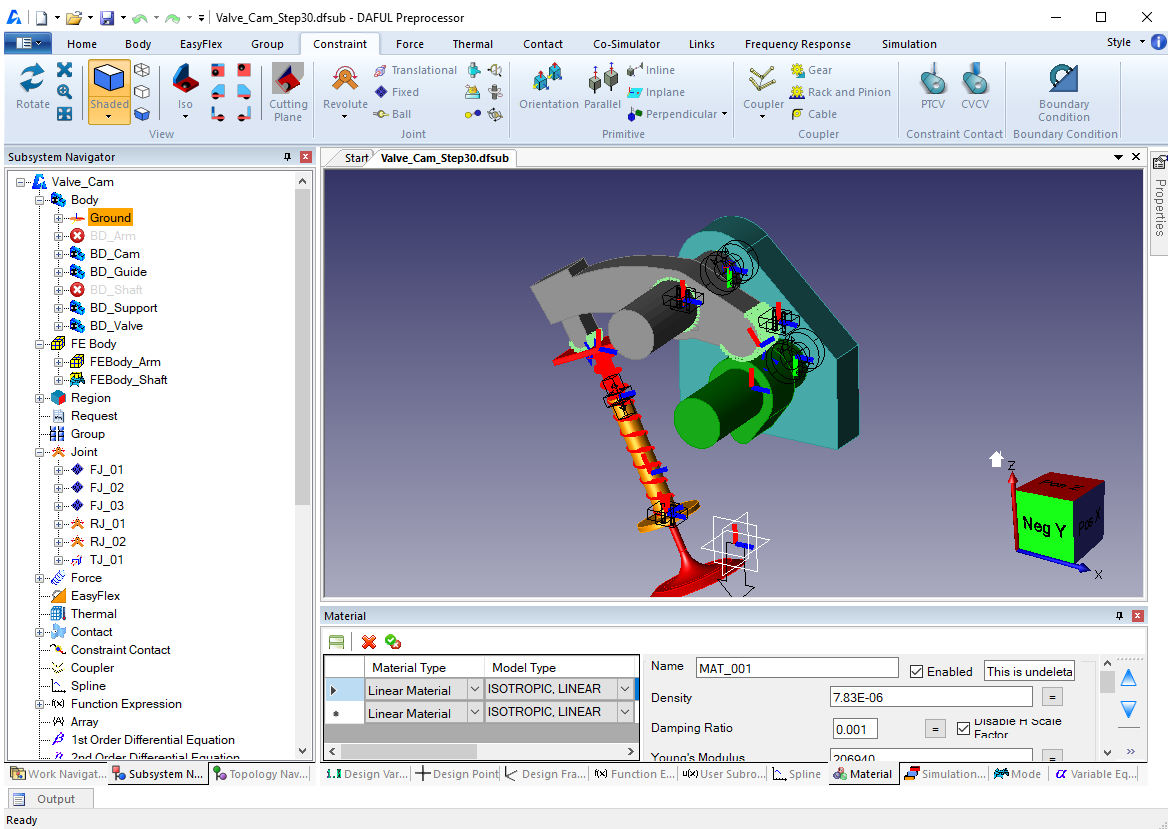 Valve_Cam_Step30.dfsub - DAFUL Preprocessor
Home Body EasyFlex Group Constraint Force Thermal Contact Co-Simulator Links Frequency Response Simulation Style
Rotate Shaded Iso Cutting Plane
View
Revolute Translational Fixed Ball
Joint
Orientation Parallel Inline Inplane Perpendicular
Primitive
Coupler Gear Rack and Pinion Cable
Coupler
PTCV CVCV
Constraint Contact
Boundary Condition
Boundary Condition
Subsystem Navigator
Valve_Cam
Body
Ground
BD_Arm
BD_Cam
BD_Guide
BD_Shaft
BD_Support
BD_Valve
FE Body
FEBody_Arm
FEBody_Shaft
Region
Request
Group
Joint
FJ_01
FJ_02
FJ_03
RJ_01
RJ_02
TJ_01
Force
EasyFlex
Thermal
Contact
Constraint Contact
Coupler
Spline
f(x) Function Expression
(A) Array
1st Order Differential Equation
2nd Order Differential Equation
Work Navigat... Subsystem N... Topology Nav...
Start Valve_Cam_Step30.dfsub
Properties
Neg Y
Pos X
Z
X
Material
Material Type Model Type
Linear Material ISOTROPIC, LINEAR
Linear Material ISOTROPIC, LINEAR
Name MAT_001 Enabled This is undeleta
Density 7.83E-06 =
Damping Ratio 0.001 = Disable H Scale Factor
Young's Modulus 206940 =
Design Var... Design Point Design Fra... f(x) Function E... u(x) User Subro... Spline Material Simulation... Mode α Variable Eq...
Output
Ready